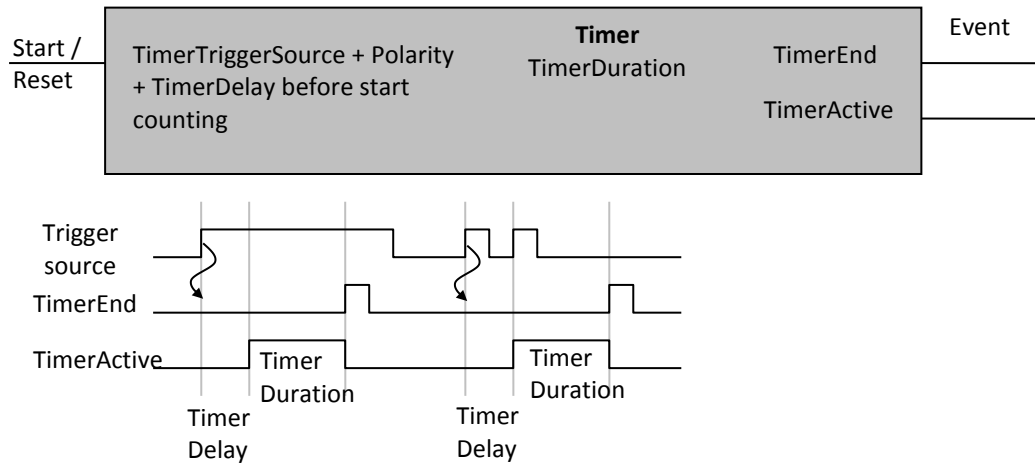 Start /
Reset
TimerTriggerSource + Polarity
+ TimerDelay before start
counting
Timer
TimerDuration
TimerEnd
TimerActive
Event
Trigger
source
TimerEnd
TimerActive
Timer
Duration
Timer
Duration
Timer
Delay
Timer
Delay